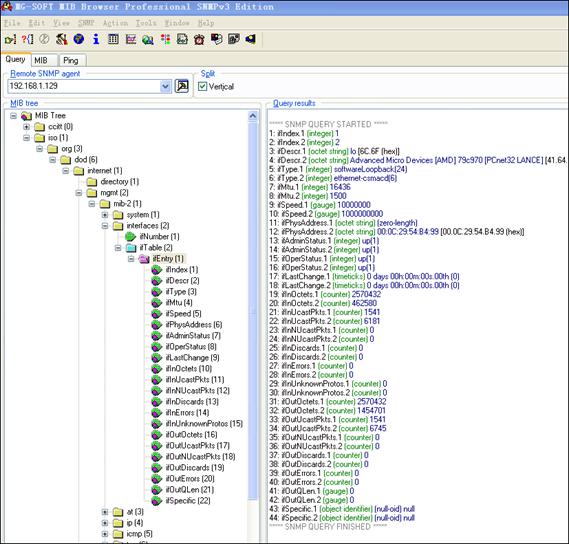 MG-SOFT MIB Browser Professional SNMPv3 Edition
File Edit View SNMP Action Tools Window Help
Query MIB Ping
Remote SNMP agent
192.168.1.129
Split
Vertical
MIB tree
MIB Tree
ccitt (0)
iso (1)
org (3)
dod (6)
internet (1)
directory (1)
mgmt (2)
mib-2 (1)
system (1)
interfaces (2)
ifNumber (1)
ifTable (2)
ifEntry (1)
ifIndex (1)
ifDescr (2)
ifType (3)
ifMtu (4)
ifSpeed (5)
ifPhysAddress (6)
ifAdminStatus (7)
ifOperStatus (8)
ifLastChange (9)
ifInOctets (10)
ifInUcastPkts (11)
ifInNUcastPkts (12)
ifInDiscards (13)
ifInErrors (14)
ifInUnknownProtos (15)
ifOutOctets (16)
ifOutUcastPkts (17)
ifOutNUcastPkts (18)
ifOutDiscards (19)
ifOutErrors (20)
ifOutQLen (21)
ifSpecific (22)
at (3)
ip (4)
icmp (5)
Query results
***** SNMP QUERY STARTED *****
1: ifIndex.1 (integer) 1
2: ifIndex.2 (integer) 2
3: ifDescr.1 (octet string) lo [6C.6F (hex)]
4: ifDescr.2 (octet string) Advanced Micro Devices [AMD] 79c970 [PCnet32 LANCE] [41.64.
5: ifType.1 (integer) softwareLoopback(24)
6: ifType.2 (integer) ethernet-csmacd(6)
7: ifMtu.1 (integer) 16436
8: ifMtu.2 (integer) 1500
9: ifSpeed.1 (gauge) 10000000
10: ifSpeed.2 (gauge) 10000000
11: ifPhysAddress.1 (octet string) (zero-length)
12: ifPhysAddress.2 (octet string) 00:0C:29:54:B4:99 [00.0C.29.54.B4.99 (hex)]
13: ifAdminStatus.1 (integer) up(1)
14: ifAdminStatus.2 (integer) up(1)
15: ifOperStatus.1 (integer) up(1)
16: ifOperStatus.2 (integer) up(1)
17: ifLastChange.1 (timeticks) 0 days 00h:00m:00s.00th (0)
18: ifLastChange.2 (timeticks) 0 days 00h:00m:00s.00th (0)
19: ifInOctets.1 (counter) 2570432
20: ifInOctets.2 (counter) 462580
21: ifInUcastPkts.1 (counter) 1541
22: ifInUcastPkts.2 (counter) 6181
23: ifInNUcastPkts.1 (counter) 0
24: ifInNUcastPkts.2 (counter) 0
25: ifInDiscards.1 (counter) 0
26: ifInDiscards.2 (counter) 0
27: ifInErrors.1 (counter) 0
28: ifInErrors.2 (counter) 0
29: ifInUnknownProtos.1 (counter) 0
30: ifInUnknownProtos.2 (counter) 0
31: ifOutOctets.1 (counter) 2570432
32: ifOutOctets.2 (counter) 1454701
33: ifOutUcastPkts.1 (counter) 1541
34: ifOutUcastPkts.2 (counter) 6745
35: ifOutNUcastPkts.1 (counter) 0
36: ifOutNUcastPkts.2 (counter) 0
37: ifOutDiscards.1 (counter) 0
38: ifOutDiscards.2 (counter) 0
39: ifOutErrors.1 (counter) 0
40: ifOutErrors.2 (counter) 0
41: ifOutQLen.1 (gauge) 0
42: ifOutQLen.2 (gauge) 0
43: ifSpecific.1 (object identifier) (null-oid) null
44: ifSpecific.2 (object identifier) (null-oid) null
***** SNMP QUERY FINISHED *****